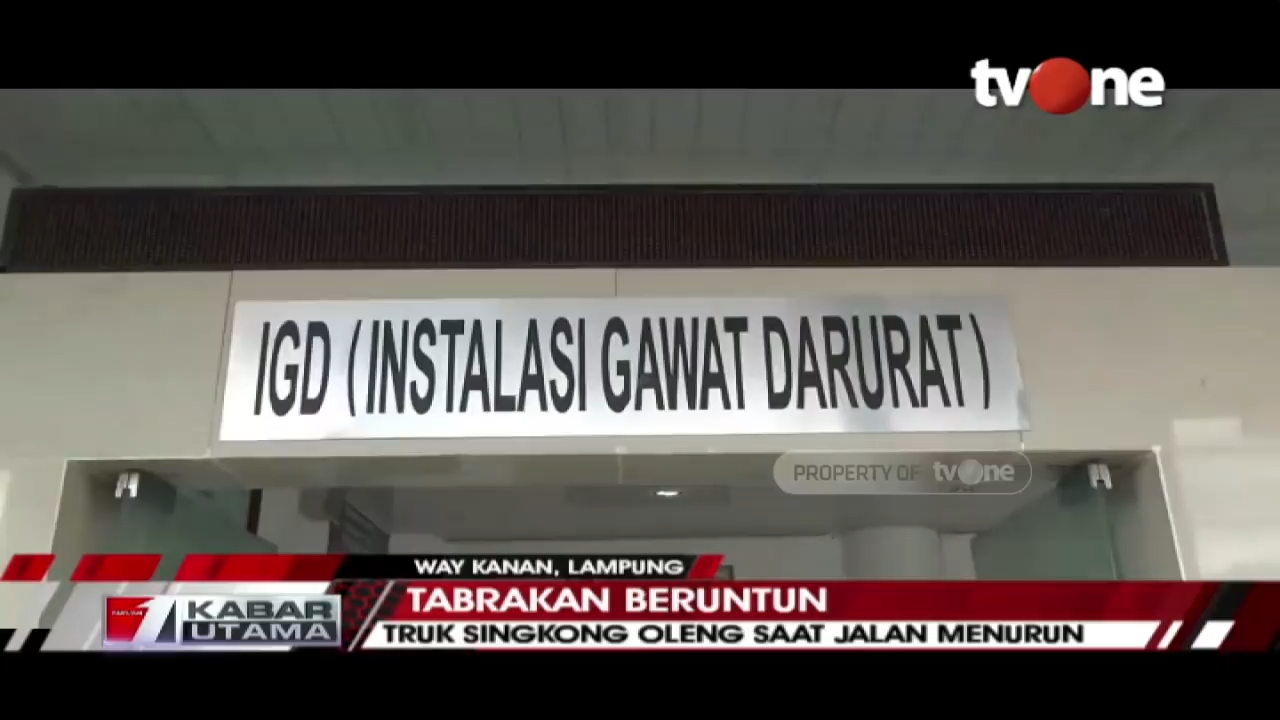 tvOne
IGD ( INSTALASI GAWAT DARURAT )
PROPERTY OF tvOne
WAY KANAN, LAMPUNG
TABRAKAN BERUNTUN
KABAR
UTAMA
TRUK SINGKONG OLENG SAAT JALAN MENURUN